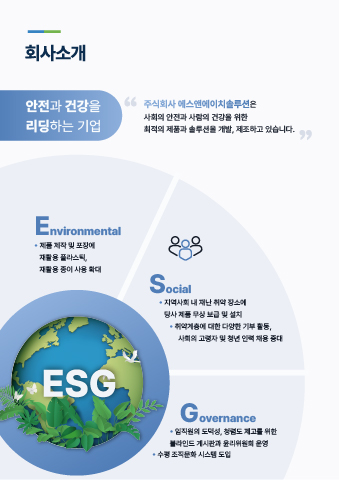 회사소개
안전과 건강을
리딩하는 기업
“ 주식회사 에스앤에이치솔루션은
사회의 안전과 사람의 건강을 위한
최적의 제품과 솔루션을 개발, 제조하고 있습니다. ”
Environmental
• 제품 제작 및 포장에
재활용 플라스틱,
재활용 종이 사용 확대
Social
• 지역사회 내 재난 취약 장소에
당사 제품 무상 보급 및 설치
• 취약계층에 대한 다양한 기부 활동,
사회의 고령자 및 청년 인력 채용 증대
ESG
Governance
• 임직원의 도덕성, 청렴도 제고를 위한
블라인드 게시판과 윤리위원회 운영
• 수평 조직문화 시스템 도입